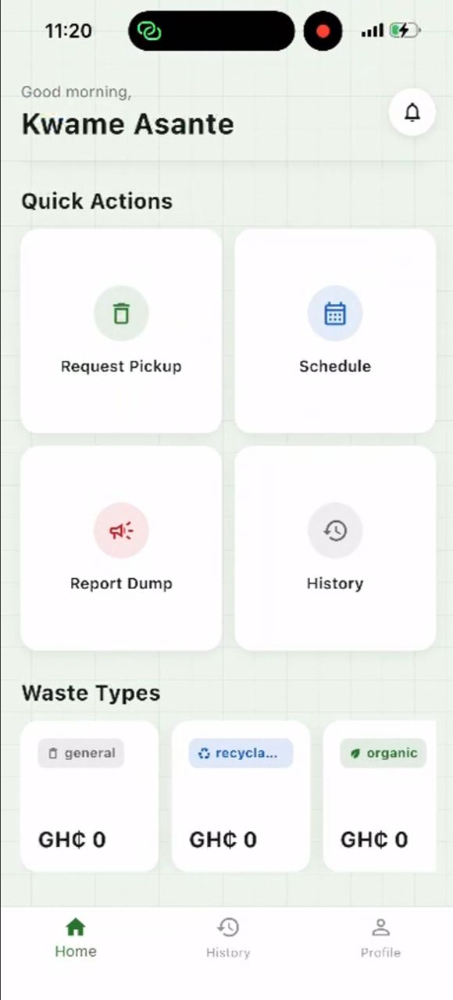 11:20
Good morning,
Kwame Asante
Quick Actions
Request Pickup
Schedule
Report Dump
History
Waste Types
general
recycla...
organic
GH₵ 0
GH₵ 0
GH₵ 0
Home
History
Profile